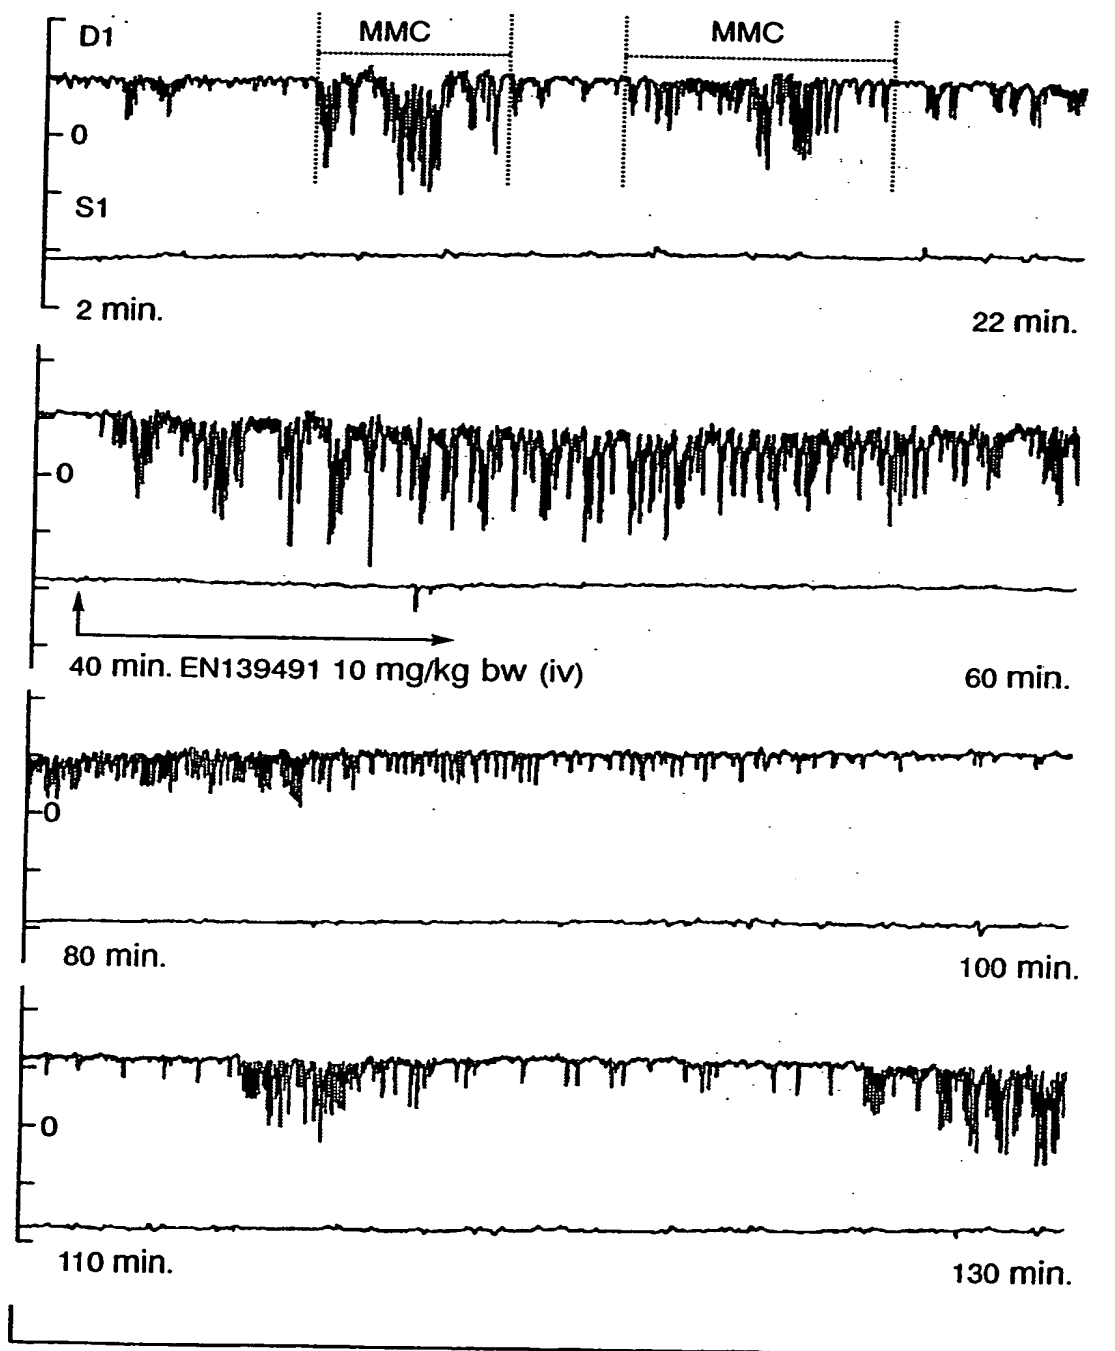 D1 MMC MMC
0
S1
2 min. 22 min.
0
40 min. EN139491 10 mg/kg bw (iv) 60 min.
0
80 min. 100 min.
0
110 min. 130 min.